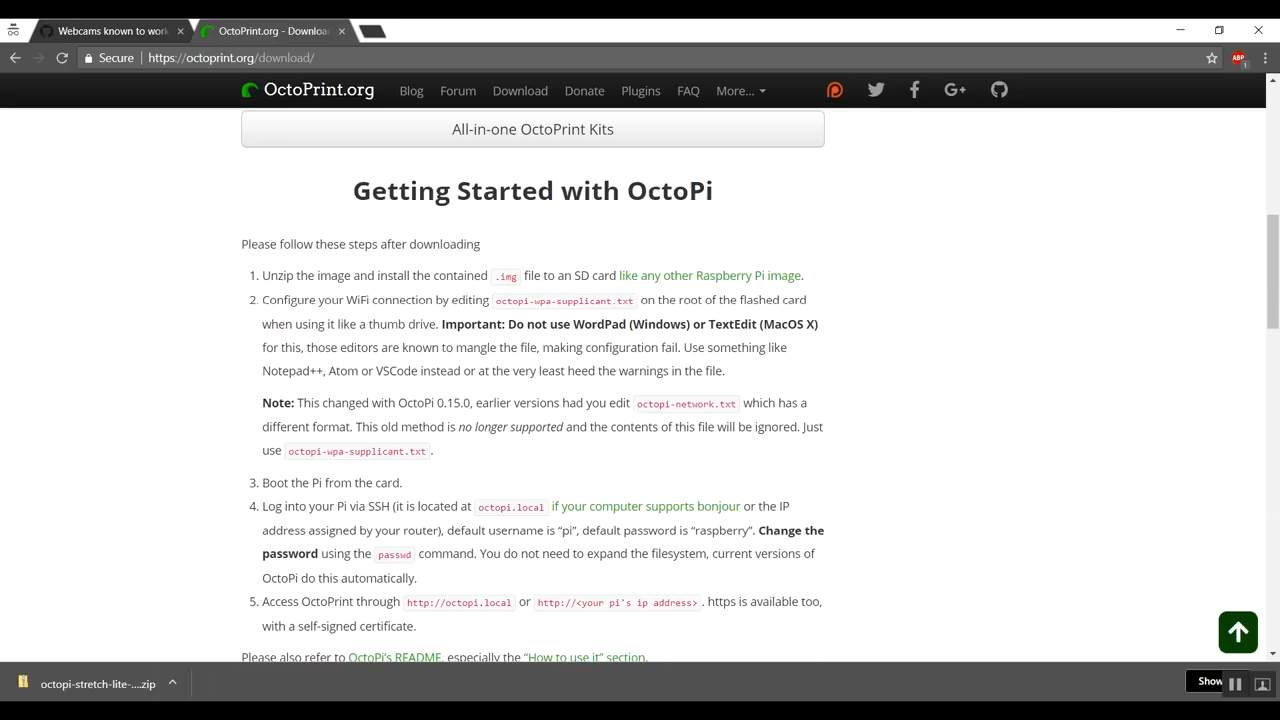 Webcams known to work
OctoPrint.org - Downloa
Secure https://octoprint.org/download/
ABP
1
OctoPrint.org Blog Forum Download Donate Plugins FAQ More...
All-in-one OctoPrint Kits
Getting Started with OctoPi
Please follow these steps after downloading
1. Unzip the image and install the contained .img file to an SD card like any other Raspberry Pi image.
2. Configure your WiFi connection by editing octopi-wpa-supplicant.txt on the root of the flashed card
when using it like a thumb drive. Important: Do not use WordPad (Windows) or TextEdit (MacOS X)
for this, those editors are known to mangle the file, making configuration fail. Use something like
Notepad++, Atom or VSCode instead or at the very least heed the warnings in the file.
Note: This changed with OctoPi 0.15.0, earlier versions had you edit octopi-network.txt which has a
different format. This old method is no longer supported and the contents of this file will be ignored. Just
use octopi-wpa-supplicant.txt.
3. Boot the Pi from the card.
4. Log into your Pi via SSH (it is located at octopi.local if your computer supports bonjour or the IP
address assigned by your router), default username is “pi”, default password is “raspberry”. Change the
password using the passwd command. You do not need to expand the filesystem, current versions of
OctoPi do this automatically.
5. Access OctoPrint through http://octopi.local or http://<your pi's ip address>. https is available too,
with a self-signed certificate.
Please also refer to OctoPi’s README, especially the “How to use it” section.
octopi-stretch-lite-....zip
Show